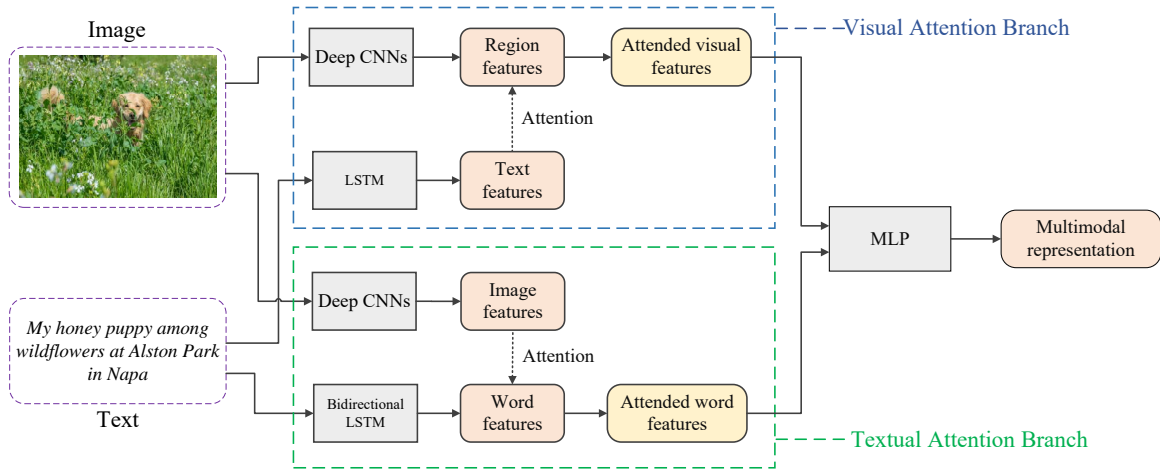 Image
Deep CNNs
Region
features
Attended visual
features
Visual Attention Branch
Attention
LSTM
Text
features
MLP
Multimodal
representation
Deep CNNs
Image
features
My honey puppy among
wildflowers at Alston Park
in Napa
Attention
Text
Bidirectional
LSTM
Word
features
Attended word
features
Textual Attention Branch